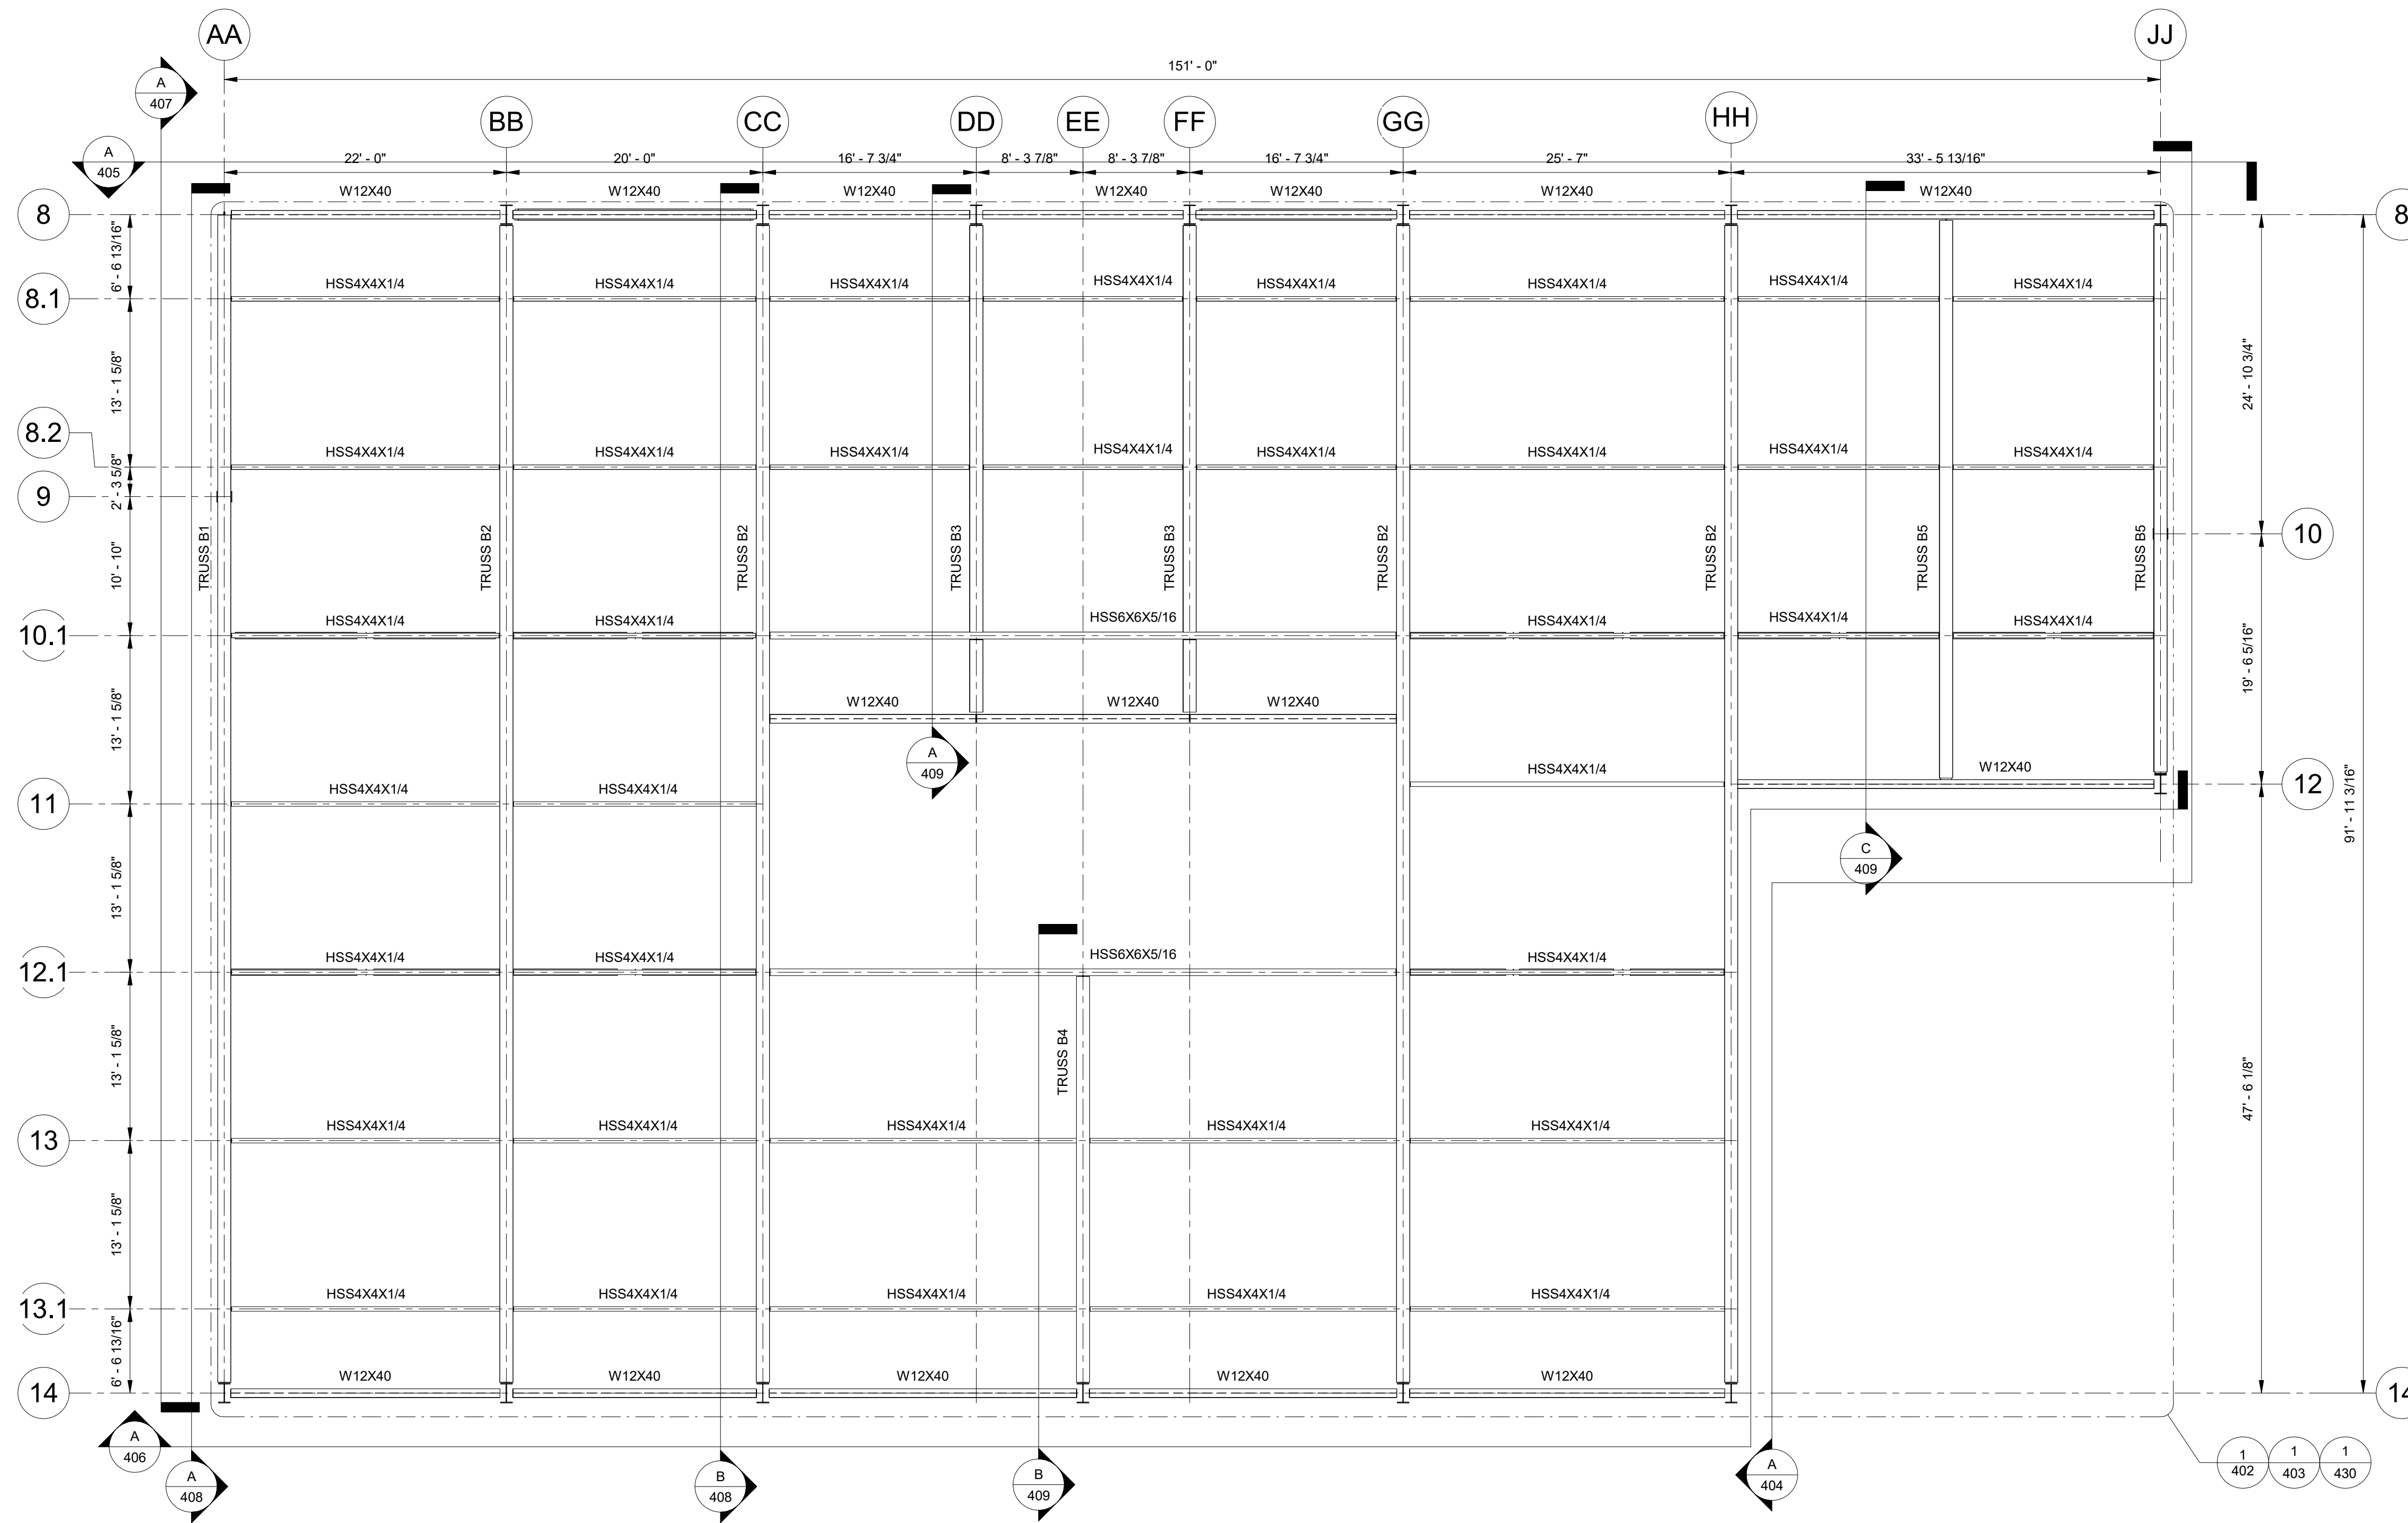 AA
JJ
151' - 0"
A
407
BB
CC
DD
EE
FF
GG
HH
A
405
22' - 0"
20' - 0"
16' - 7 3/4"
8' - 3 7/8"
8' - 3 7/8"
16' - 7 3/4"
25' - 7"
33' - 5 13/16"
W12X40
W12X40
W12X40
W12X40
W12X40
W12X40
W12X40
8
8
6' - 6 13/16"
HSS4X4X1/4
HSS4X4X1/4
HSS4X4X1/4
HSS4X4X1/4
HSS4X4X1/4
HSS4X4X1/4
HSS4X4X1/4
HSS4X4X1/4
8.1
13' - 1 5/8"
24' - 10 3/4"
8.2
HSS4X4X1/4
HSS4X4X1/4
HSS4X4X1/4
HSS4X4X1/4
HSS4X4X1/4
HSS4X4X1/4
HSS4X4X1/4
HSS4X4X1/4
2' - 3 5/8"
9
10' - 10"
TRUSS B1
TRUSS B2
TRUSS B2
TRUSS B3
TRUSS B3
TRUSS B2
TRUSS B2
TRUSS B5
TRUSS B5
10
10.1
HSS4X4X1/4
HSS4X4X1/4
HSS6X6X5/16
HSS4X4X1/4
HSS4X4X1/4
HSS4X4X1/4
13' - 1 5/8"
19' - 6 5/16"
W12X40
W12X40
W12X40
A
409
HSS4X4X1/4
W12X40
12
11
HSS4X4X1/4
HSS4X4X1/4
91' - 11 3/16"
C
409
13' - 1 5/8"
12.1
HSS4X4X1/4
HSS4X4X1/4
HSS6X6X5/16
HSS4X4X1/4
13' - 1 5/8"
TRUSS B4
47' - 6 1/8"
13
HSS4X4X1/4
HSS4X4X1/4
HSS4X4X1/4
HSS4X4X1/4
HSS4X4X1/4
13' - 1 5/8"
13.1
HSS4X4X1/4
HSS4X4X1/4
HSS4X4X1/4
HSS4X4X1/4
HSS4X4X1/4
6' - 6 13/16"
W12X40
W12X40
W12X40
W12X40
W12X40
14
14
A
406
A
408
B
408
B
409
A
404
1
402
1
403
1
430